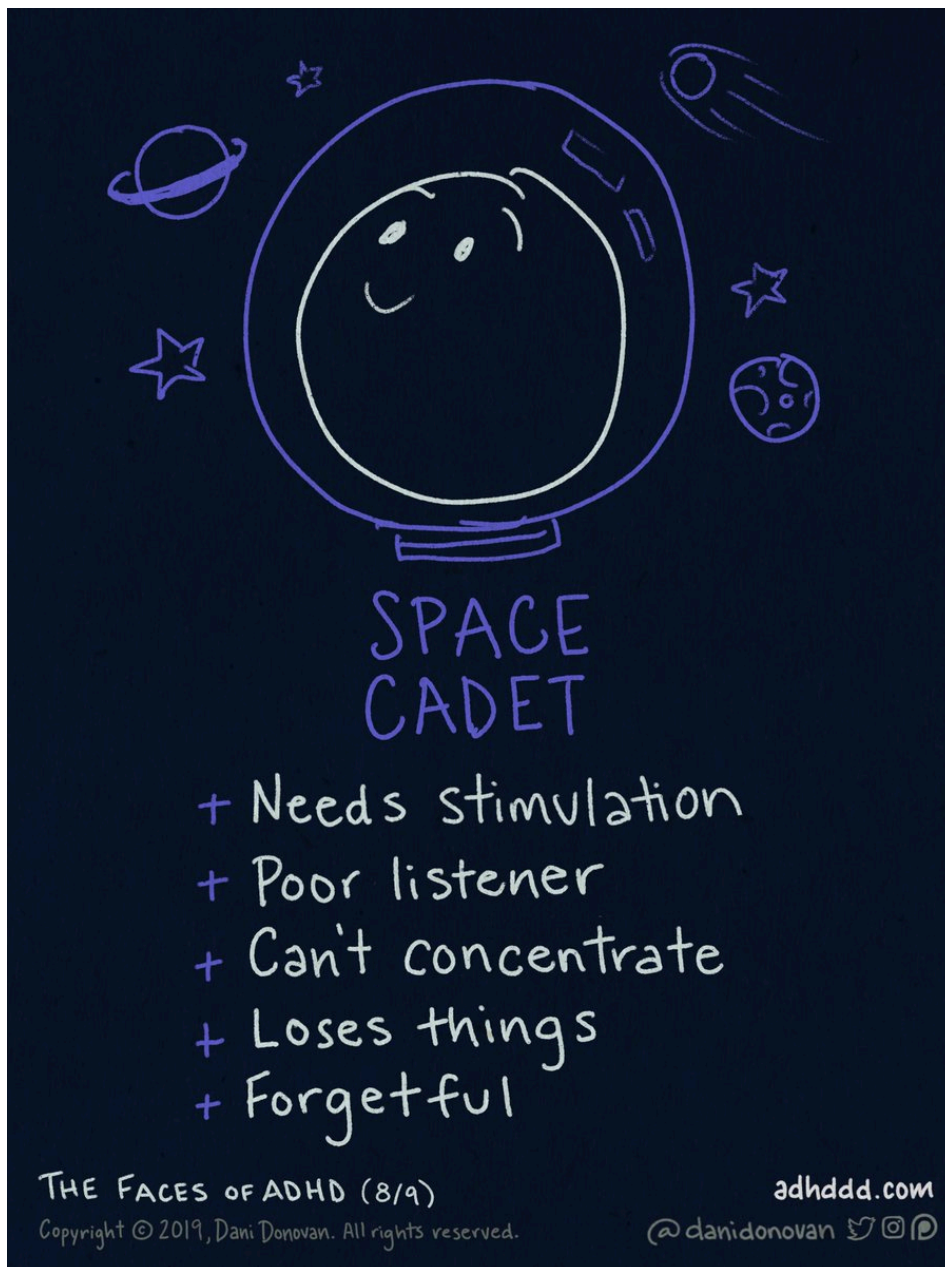 SPACE
CADET
+ Needs stimulation
+ Poor listener
+ Can't concentrate
+ Loses things
+ Forgetful
THE FACES OF ADHD (8/9)
adhddd.com
Copyright © 2019, Dani Donovan. All rights reserved.
@danidonovan